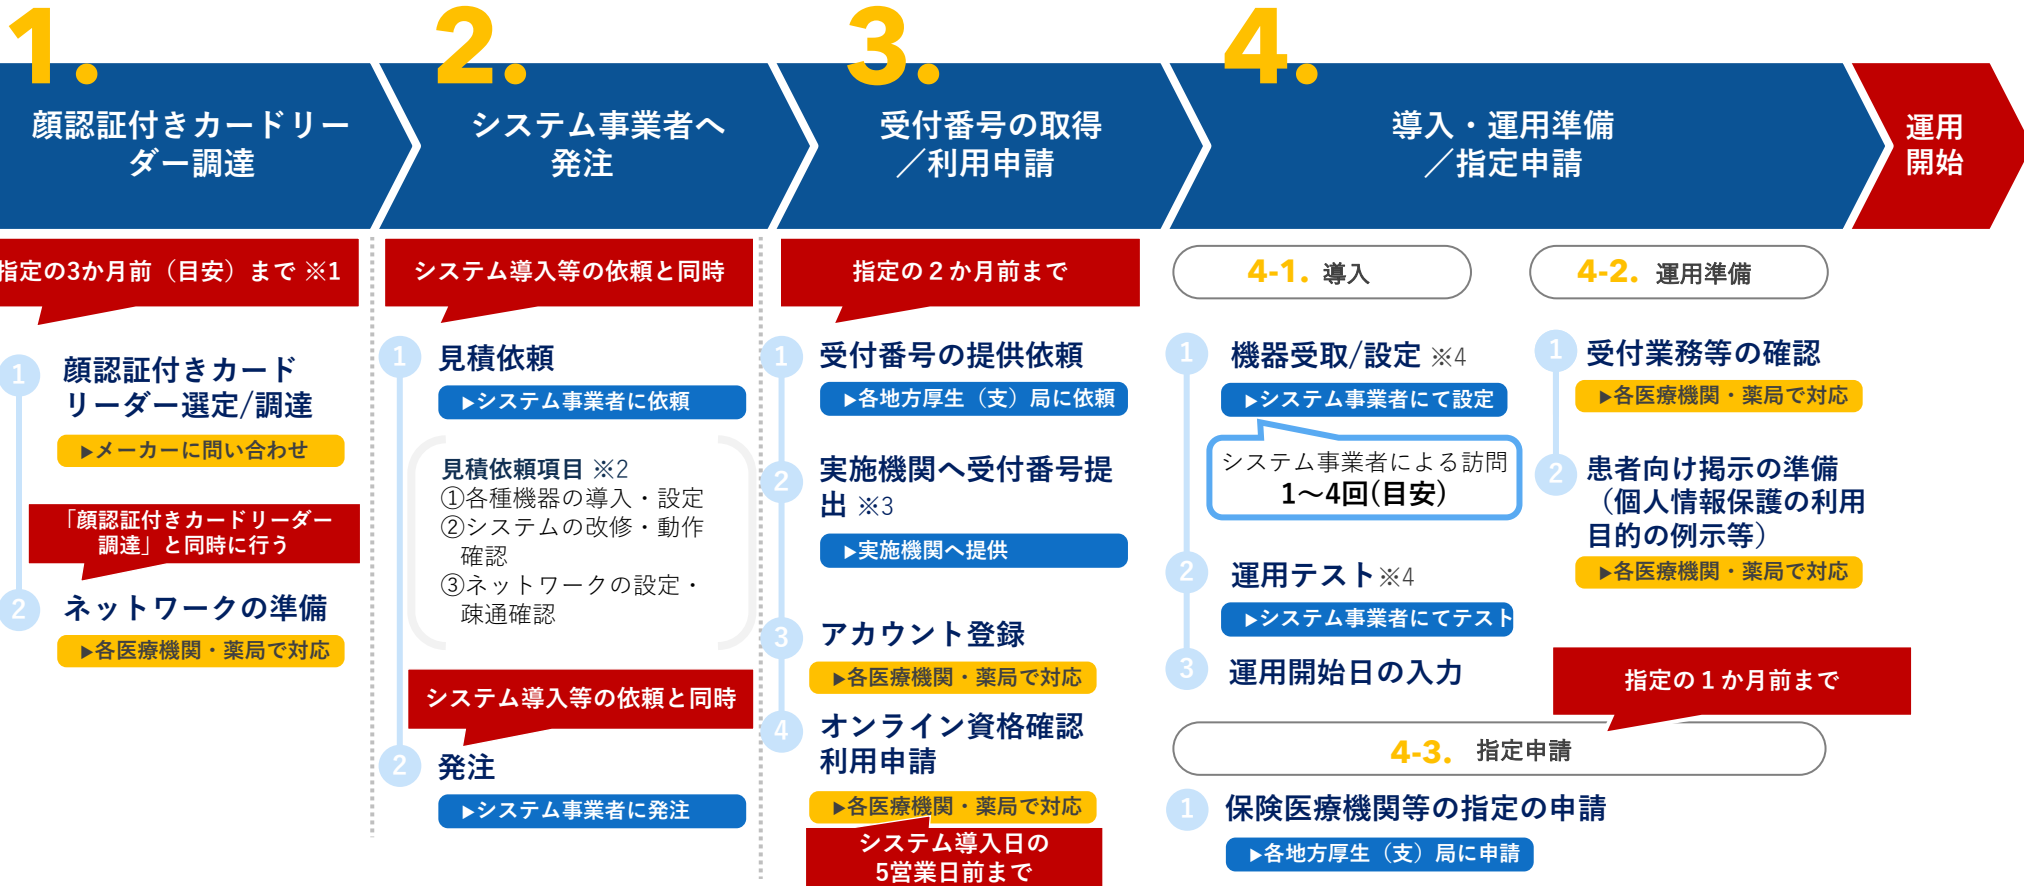 1.
顔認証付きカードリー
ダー調達
指定の3か月前（目安）まで ※1
1
顔認証付きカード
リーダー選定/調達
▶メーカーに問い合わせ
「顔認証付きカードリーダー
調達」と同時に行う
2
ネットワークの準備
▶各医療機関・薬局で対応
2.
システム事業者へ
発注
システム導入等の依頼と同時
1
見積依頼
▶システム事業者に依頼
見積依頼項目 ※2
①各種機器の導入・設定
②システムの改修・動作
確認
③ネットワークの設定・
疎通確認
システム導入等の依頼と同時
2
発注
▶システム事業者に発注
3.
受付番号の取得
／利用申請
指定の２か月前まで
1
受付番号の提供依頼
▶各地方厚生（支）局に依頼
2
実施機関へ受付番号提
出 ※3
▶実施機関へ提供
3
アカウント登録
▶各医療機関・薬局で対応
4
オンライン資格確認
利用申請
▶各医療機関・薬局で対応
システム導入日の
5営業日前まで
4.
導入・運用準備
／指定申請
4-1. 導入
1
機器受取/設定 ※4
▶システム事業者にて設定
システム事業者による訪問
1〜4回(目安)
2
運用テスト※4
▶システム事業者にてテスト
3
運用開始日の入力
4-2. 運用準備
1
受付業務等の確認
▶各医療機関・薬局で対応
2
患者向け掲示の準備
（個人情報保護の利用
目的の例示等）
▶各医療機関・薬局で対応
指定の１か月前まで
4-3. 指定申請
1
保険医療機関等の指定の申請
▶各地方厚生（支）局に申請
運用
開始